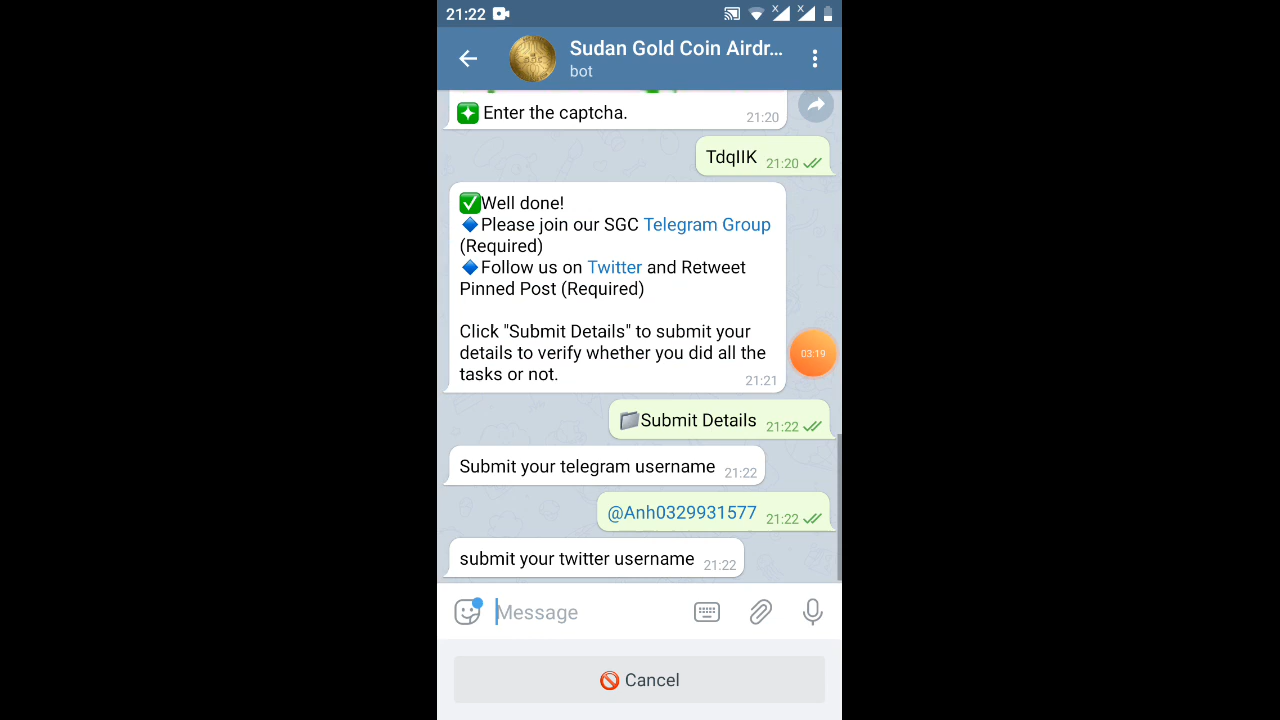 21:22
Sudan Gold Coin Airdr...
bot
Enter the captcha.
21:20
TdqIIK 21:20
✅Well done!
🔷Please join our SGC Telegram Group
(Required)
🔷Follow us on Twitter and Retweet
Pinned Post (Required)
Click "Submit Details" to submit your
details to verify whether you did all the
tasks or not.
21:21
03:19
📁Submit Details 21:22
Submit your telegram username 21:22
@Anh0329931577 21:22
submit your twitter username 21:22
Message
🚫 Cancel